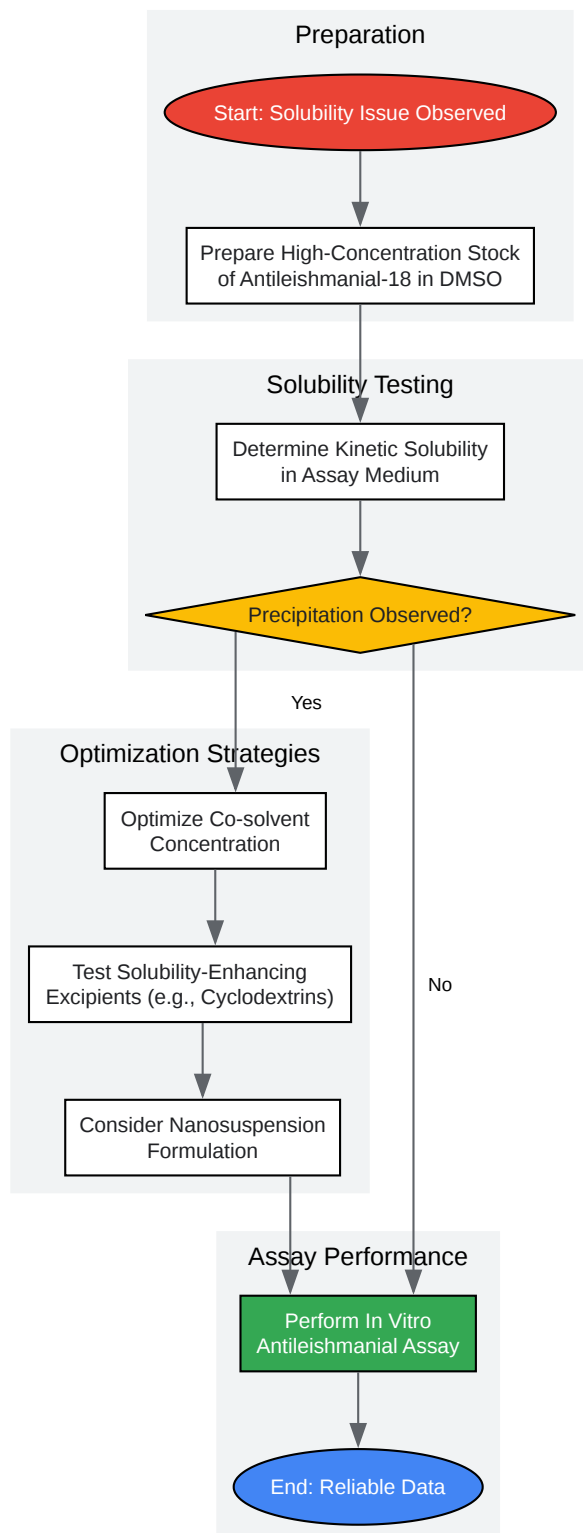 Preparation
Start: Solubility Issue Observed
Prepare High-Concentration Stock
of Antileishmanial-18 in DMSO
Solubility Testing
Determine Kinetic Solubility
in Assay Medium
Precipitation Observed?
Yes
Optimization Strategies
Optimize Co-solvent
Concentration
Test Solubility-Enhancing
Excipients (e.g., Cyclodextrins)
No
Consider Nanosuspension
Formulation
Assay Performance
Perform In Vitro
Antileishmanial Assay
End: Reliable Data